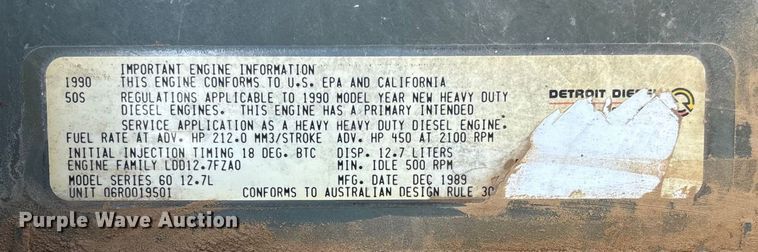 IMPORTANT ENGINE INFORMATION
1990 THIS ENGINE CONFORMS TO U.S. EPA AND CALIFORNIA
50S REGULATIONS APPLICABLE TO 1990 MODEL YEAR NEW HEAVY DUTY
DIESEL ENGINES. THIS ENGINE HAS A PRIMARY INTENDED
SERVICE APPLICATION AS A HEAVY HEAVY DUTY DIESEL ENGINE.
FUEL RATE AT ADV. HP 212.0 MM3/STROKE ADV. HP 450 AT 2100 RPM
INITIAL INJECTION TIMING 18 DEG. BTC DISP. 12.7 LITERS
ENGINE FAMILY LDD12.7FZA0 MIN. IDLE 500 RPM
MODEL SERIES 60 12.7L MFG. DATE DEC 1989
UNIT 06R0019501 CONFORMS TO AUSTRALIAN DESIGN RULE 30
DETROIT DIESEL
Purple Wave Auction
Purple Wave Auction